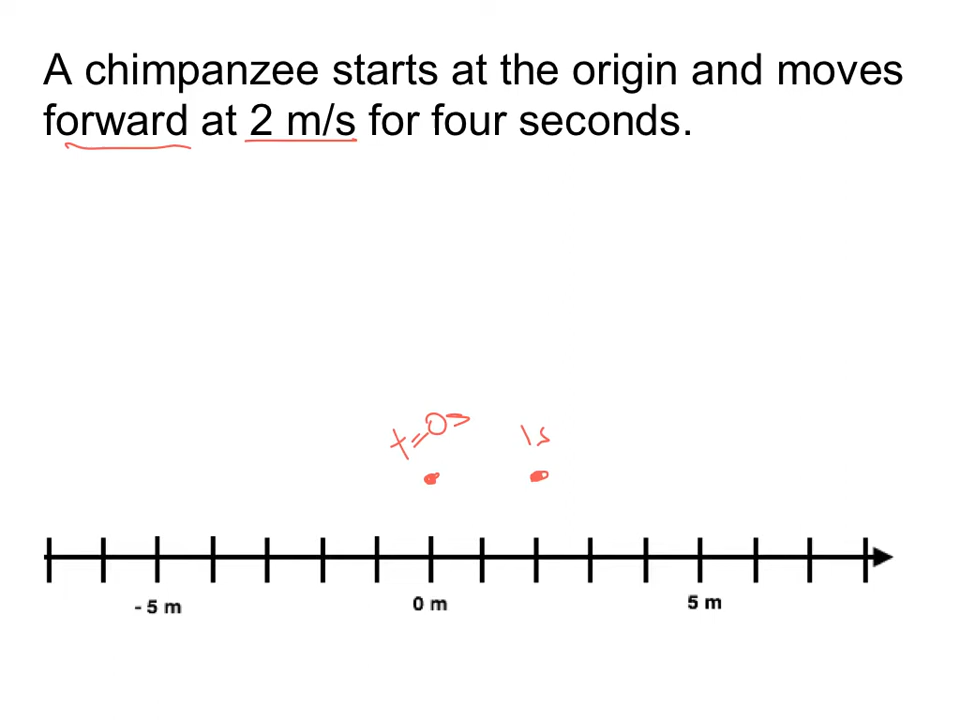 A chimpanzee starts at the origin and moves
forward at 2 m/s for four seconds.
t=0s 1s
- 5 m 0 m 5 m